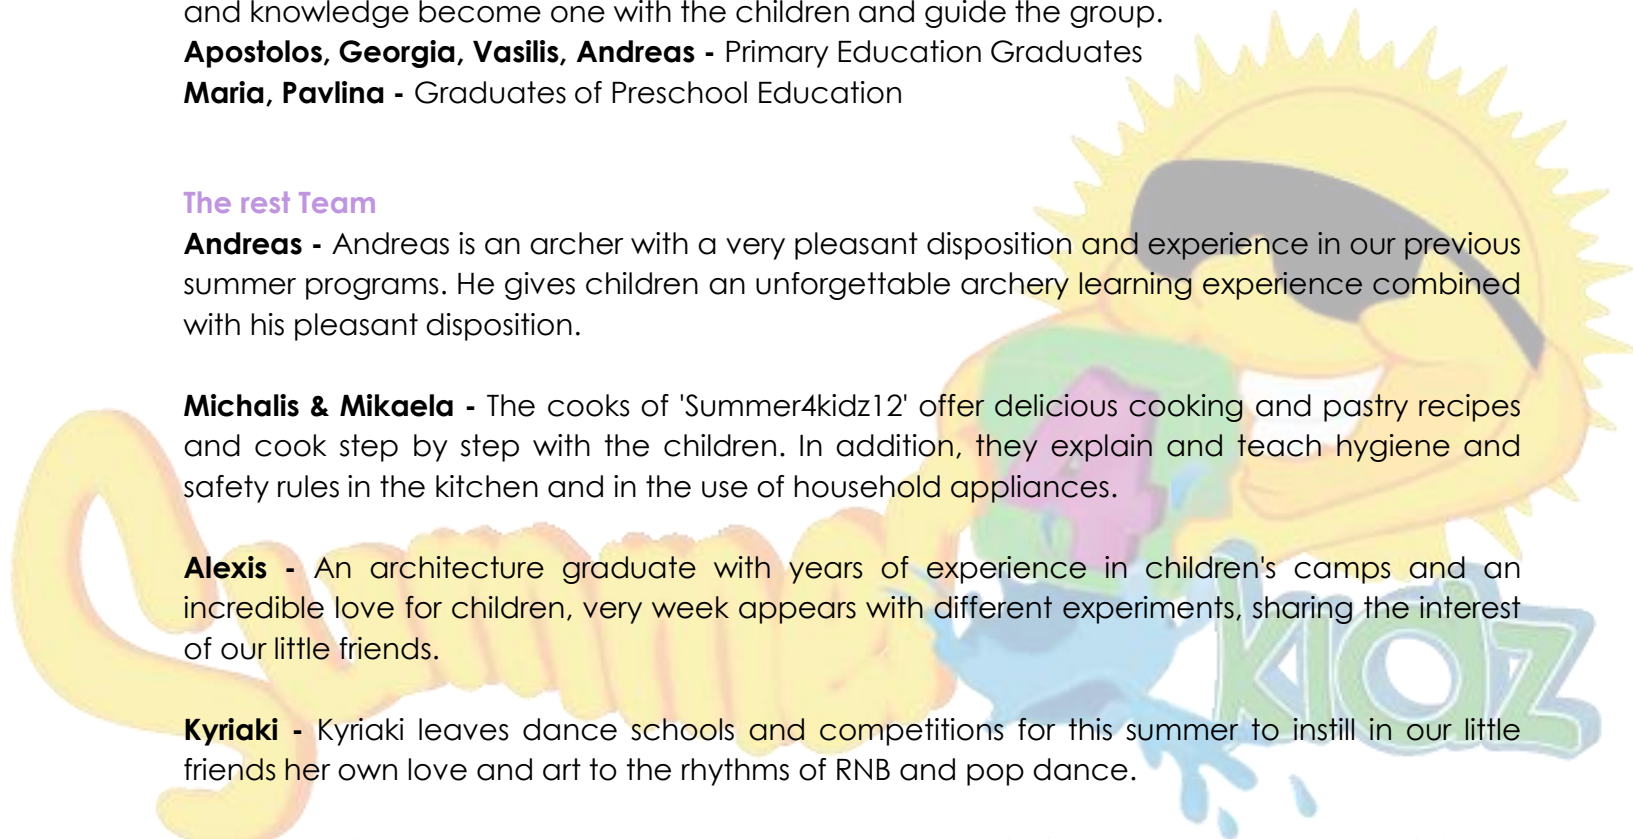 and knowledge become one with the children and guide the group.
Apostolos, Georgia, Vasilis, Andreas - Primary Education Graduates
Maria, Pavlina - Graduates of Preschool Education
The rest Team
Andreas - Andreas is an archer with a very pleasant disposition and experience in our previous
summer programs. He gives children an unforgettable archery learning experience combined
with his pleasant disposition.
Michalis & Mikaela - The cooks of 'Summer4kidz12' offer delicious cooking and pastry recipes
and cook step by step with the children. In addition, they explain and teach hygiene and
safety rules in the kitchen and in the use of household appliances.
Alexis - An architecture graduate with years of experience in children's camps and an
incredible love for children, very week appears with different experiments, sharing the interest
of our little friends.
Kyriaki - Kyriaki leaves dance schools and competitions for this summer to instill in our little
friends her own love and art to the rhythms of RNB and pop dance.
Summer
4
kidz